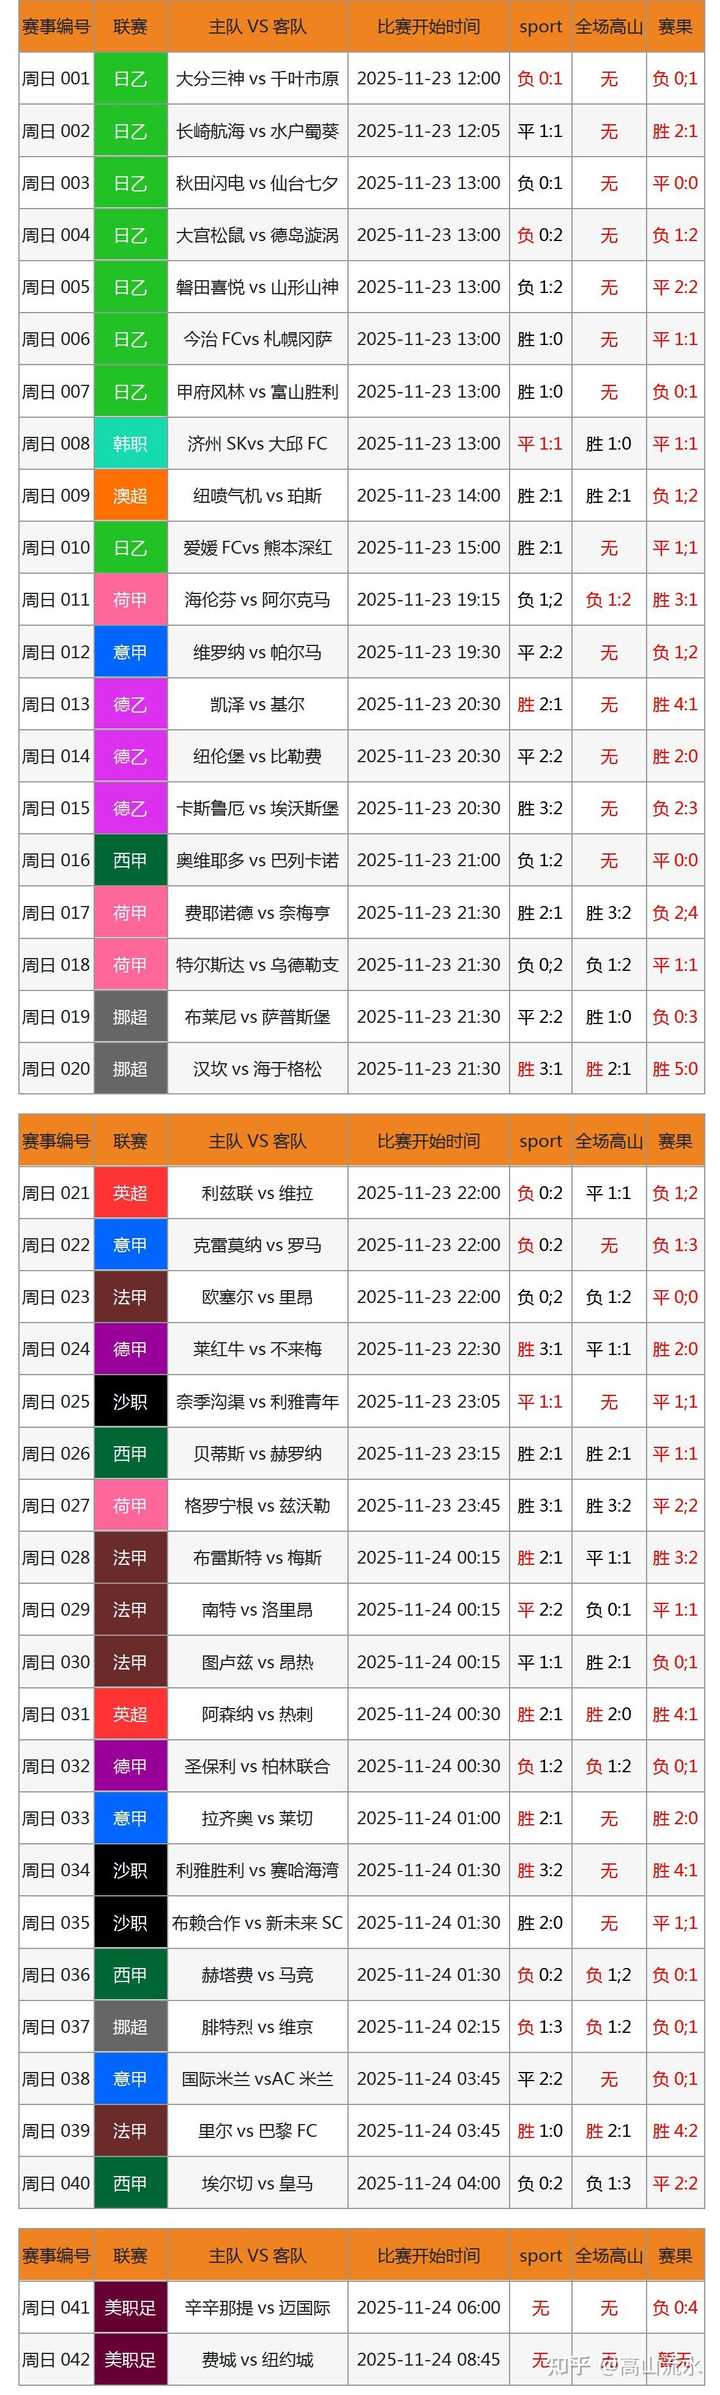 赛事编号 联赛 主队 VS 客队 比赛开始时间 sport 全场高山 赛果
周日 001 日乙 大分三神 vs 千叶市原 2025-11-23 12:00 负 0:1 无 负 0;1
周日 002 日乙 长崎航海 vs 水户蜀葵 2025-11-23 12:05 平 1:1 无 胜 2:1
周日 003 日乙 秋田闪电 vs 仙台七夕 2025-11-23 13:00 负 0:1 无 平 0:0
周日 004 日乙 大宫松鼠 vs 德岛漩涡 2025-11-23 13:00 负 0:2 无 负 1:2
周日 005 日乙 磐田喜悦 vs 山形山神 2025-11-23 13:00 负 1:2 无 平 2:2
周日 006 日乙 今治 FCvs 札幌冈萨 2025-11-23 13:00 胜 1:0 无 平 1:1
周日 007 日乙 甲府风林 vs 富山胜利 2025-11-23 13:00 胜 1:0 无 负 0:1
周日 008 韩职 济州 SKvs 大邱 FC 2025-11-23 13:00 平 1:1 胜 1:0 平 1:1
周日 009 澳超 纽喷气机 vs 珀斯 2025-11-23 14:00 胜 2:1 胜 2:1 负 1;2
周日 010 日乙 爱媛 FCvs 熊本深红 2025-11-23 15:00 胜 2:1 无 平 1;1
周日 011 荷甲 海伦芬 vs 阿尔克马 2025-11-23 19:15 负 1;2 负 1:2 胜 3:1
周日 012 意甲 维罗纳 vs 帕尔马 2025-11-23 19:30 平 2:2 无 负 1;2
周日 013 德乙 凯泽 vs 基尔 2025-11-23 20:30 胜 2:1 无 胜 4:1
周日 014 德乙 纽伦堡 vs 比勒费 2025-11-23 20:30 平 2:2 无 胜 2:0
周日 015 德乙 卡斯鲁厄 vs 埃沃斯堡 2025-11-23 20:30 胜 3:2 无 负 2:3
周日 016 西甲 奥维耶多 vs 巴列卡诺 2025-11-23 21:00 负 1:2 无 平 0:0
周日 017 荷甲 费耶诺德 vs 奈梅亨 2025-11-23 21:30 胜 2:1 胜 3:2 负 2;4
周日 018 荷甲 特尔斯达 vs 乌德勒支 2025-11-23 21:30 负 0;2 负 1:2 平 1:1
周日 019 挪超 布莱尼 vs 萨普斯堡 2025-11-23 21:30 平 2:2 胜 1:0 负 0:3
周日 020 挪超 汉坎 vs 海于格松 2025-11-23 21:30 胜 3:1 胜 2:1 胜 5:0
赛事编号 联赛 主队 VS 客队 比赛开始时间 sport 全场高山 赛果
周日 021 英超 利兹联 vs 维拉 2025-11-23 22:00 负 0:2 平 1:1 负 1;2
周日 022 意甲 克雷莫纳 vs 罗马 2025-11-23 22:00 负 0:2 无 负 1:3
周日 023 法甲 欧塞尔 vs 里昂 2025-11-23 22:00 负 0;2 负 1:2 平 0;0
周日 024 德甲 莱红牛 vs 不来梅 2025-11-23 22:30 胜 3:1 平 1:1 胜 2:0
周日 025 沙职 奈季沟渠 vs 利雅青年 2025-11-23 23:05 平 1:1 无 平 1;1
周日 026 西甲 贝蒂斯 vs 赫罗纳 2025-11-23 23:15 胜 2:1 胜 2:1 平 1:1
周日 027 荷甲 格罗宁根 vs 兹沃勒 2025-11-23 23:45 胜 3:1 胜 3:2 平 2;2
周日 028 法甲 布雷斯特 vs 梅斯 2025-11-24 00:15 胜 2:1 平 1:1 胜 3:2
周日 029 法甲 南特 vs 洛里昂 2025-11-24 00:15 平 2:2 负 0:1 平 1:1
周日 030 法甲 图卢兹 vs 昂热 2025-11-24 00:15 平 1:1 胜 2:1 负 0;1
周日 031 英超 阿森纳 vs 热刺 2025-11-24 00:30 胜 2:1 胜 2:0 胜 4:1
周日 032 德甲 圣保利 vs 柏林联合 2025-11-24 00:30 负 1:2 负 1:2 负 0;1
周日 033 意甲 拉齐奥 vs 莱切 2025-11-24 01:00 胜 2:1 无 胜 2:0
周日 034 沙职 利雅胜利 vs 赛哈海湾 2025-11-24 01:30 胜 3:2 无 胜 4:1
周日 035 沙职 布赖合作 vs 新未来 SC 2025-11-24 01:30 胜 2:0 无 平 1;1
周日 036 西甲 赫塔费 vs 马竞 2025-11-24 01:30 负 0:2 负 1;2 负 0:1
周日 037 挪超 腓特烈 vs 维京 2025-11-24 02:15 负 1:3 负 1:2 负 0;1
周日 038 意甲 国际米兰 vsAC 米兰 2025-11-24 03:45 平 2:2 无 负 0;1
周日 039 法甲 里尔 vs 巴黎 FC 2025-11-24 03:45 胜 1:0 胜 2:1 胜 4:2
周日 040 西甲 埃尔切 vs 皇马 2025-11-24 04:00 负 0:2 负 1:3 平 2:2
赛事编号 联赛 主队 VS 客队 比赛开始时间 sport 全场高山 赛果
周日 041 美职足 辛辛那提 vs 迈国际 2025-11-24 06:00 无 无 负 0:4
周日 042 美职足 费城 vs 纽约城 2025-11-24 08:45 无 无 暂无
知乎 @高山流水